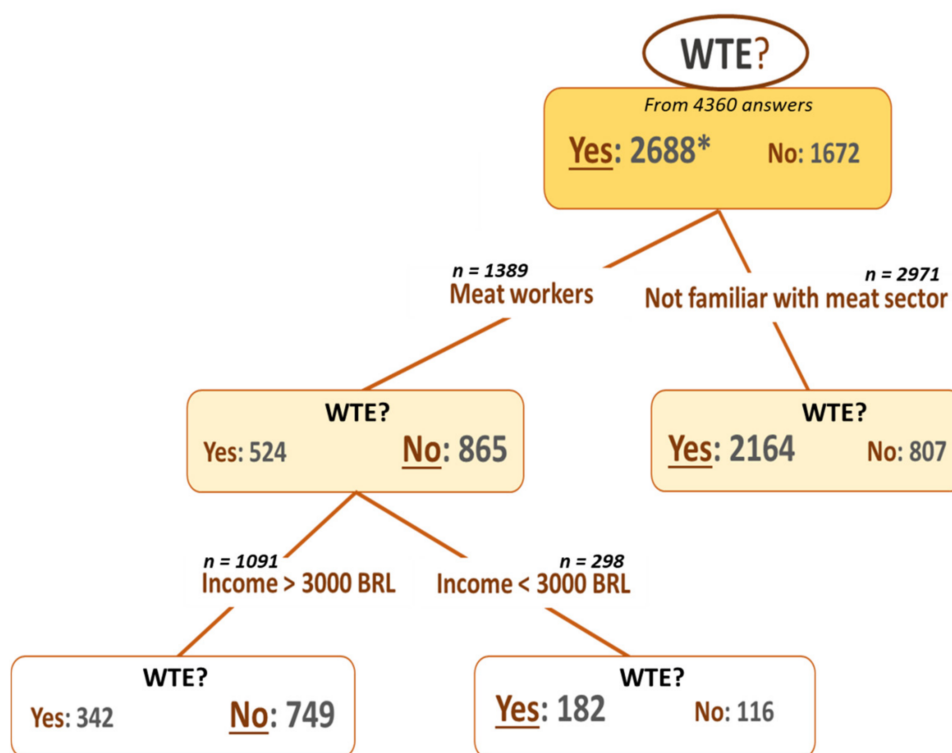 WTE?
From 4360 answers
Yes: 2688* No: 1672
n = 1389
Meat workers
n = 2971
Not familiar with meat sector
WTE?
Yes: 524 No: 865
WTE?
Yes: 2164 No: 807
n = 1091
Income > 3000 BRL
n = 298
Income < 3000 BRL
WTE?
Yes: 342 No: 749
WTE?
Yes: 182 No: 116